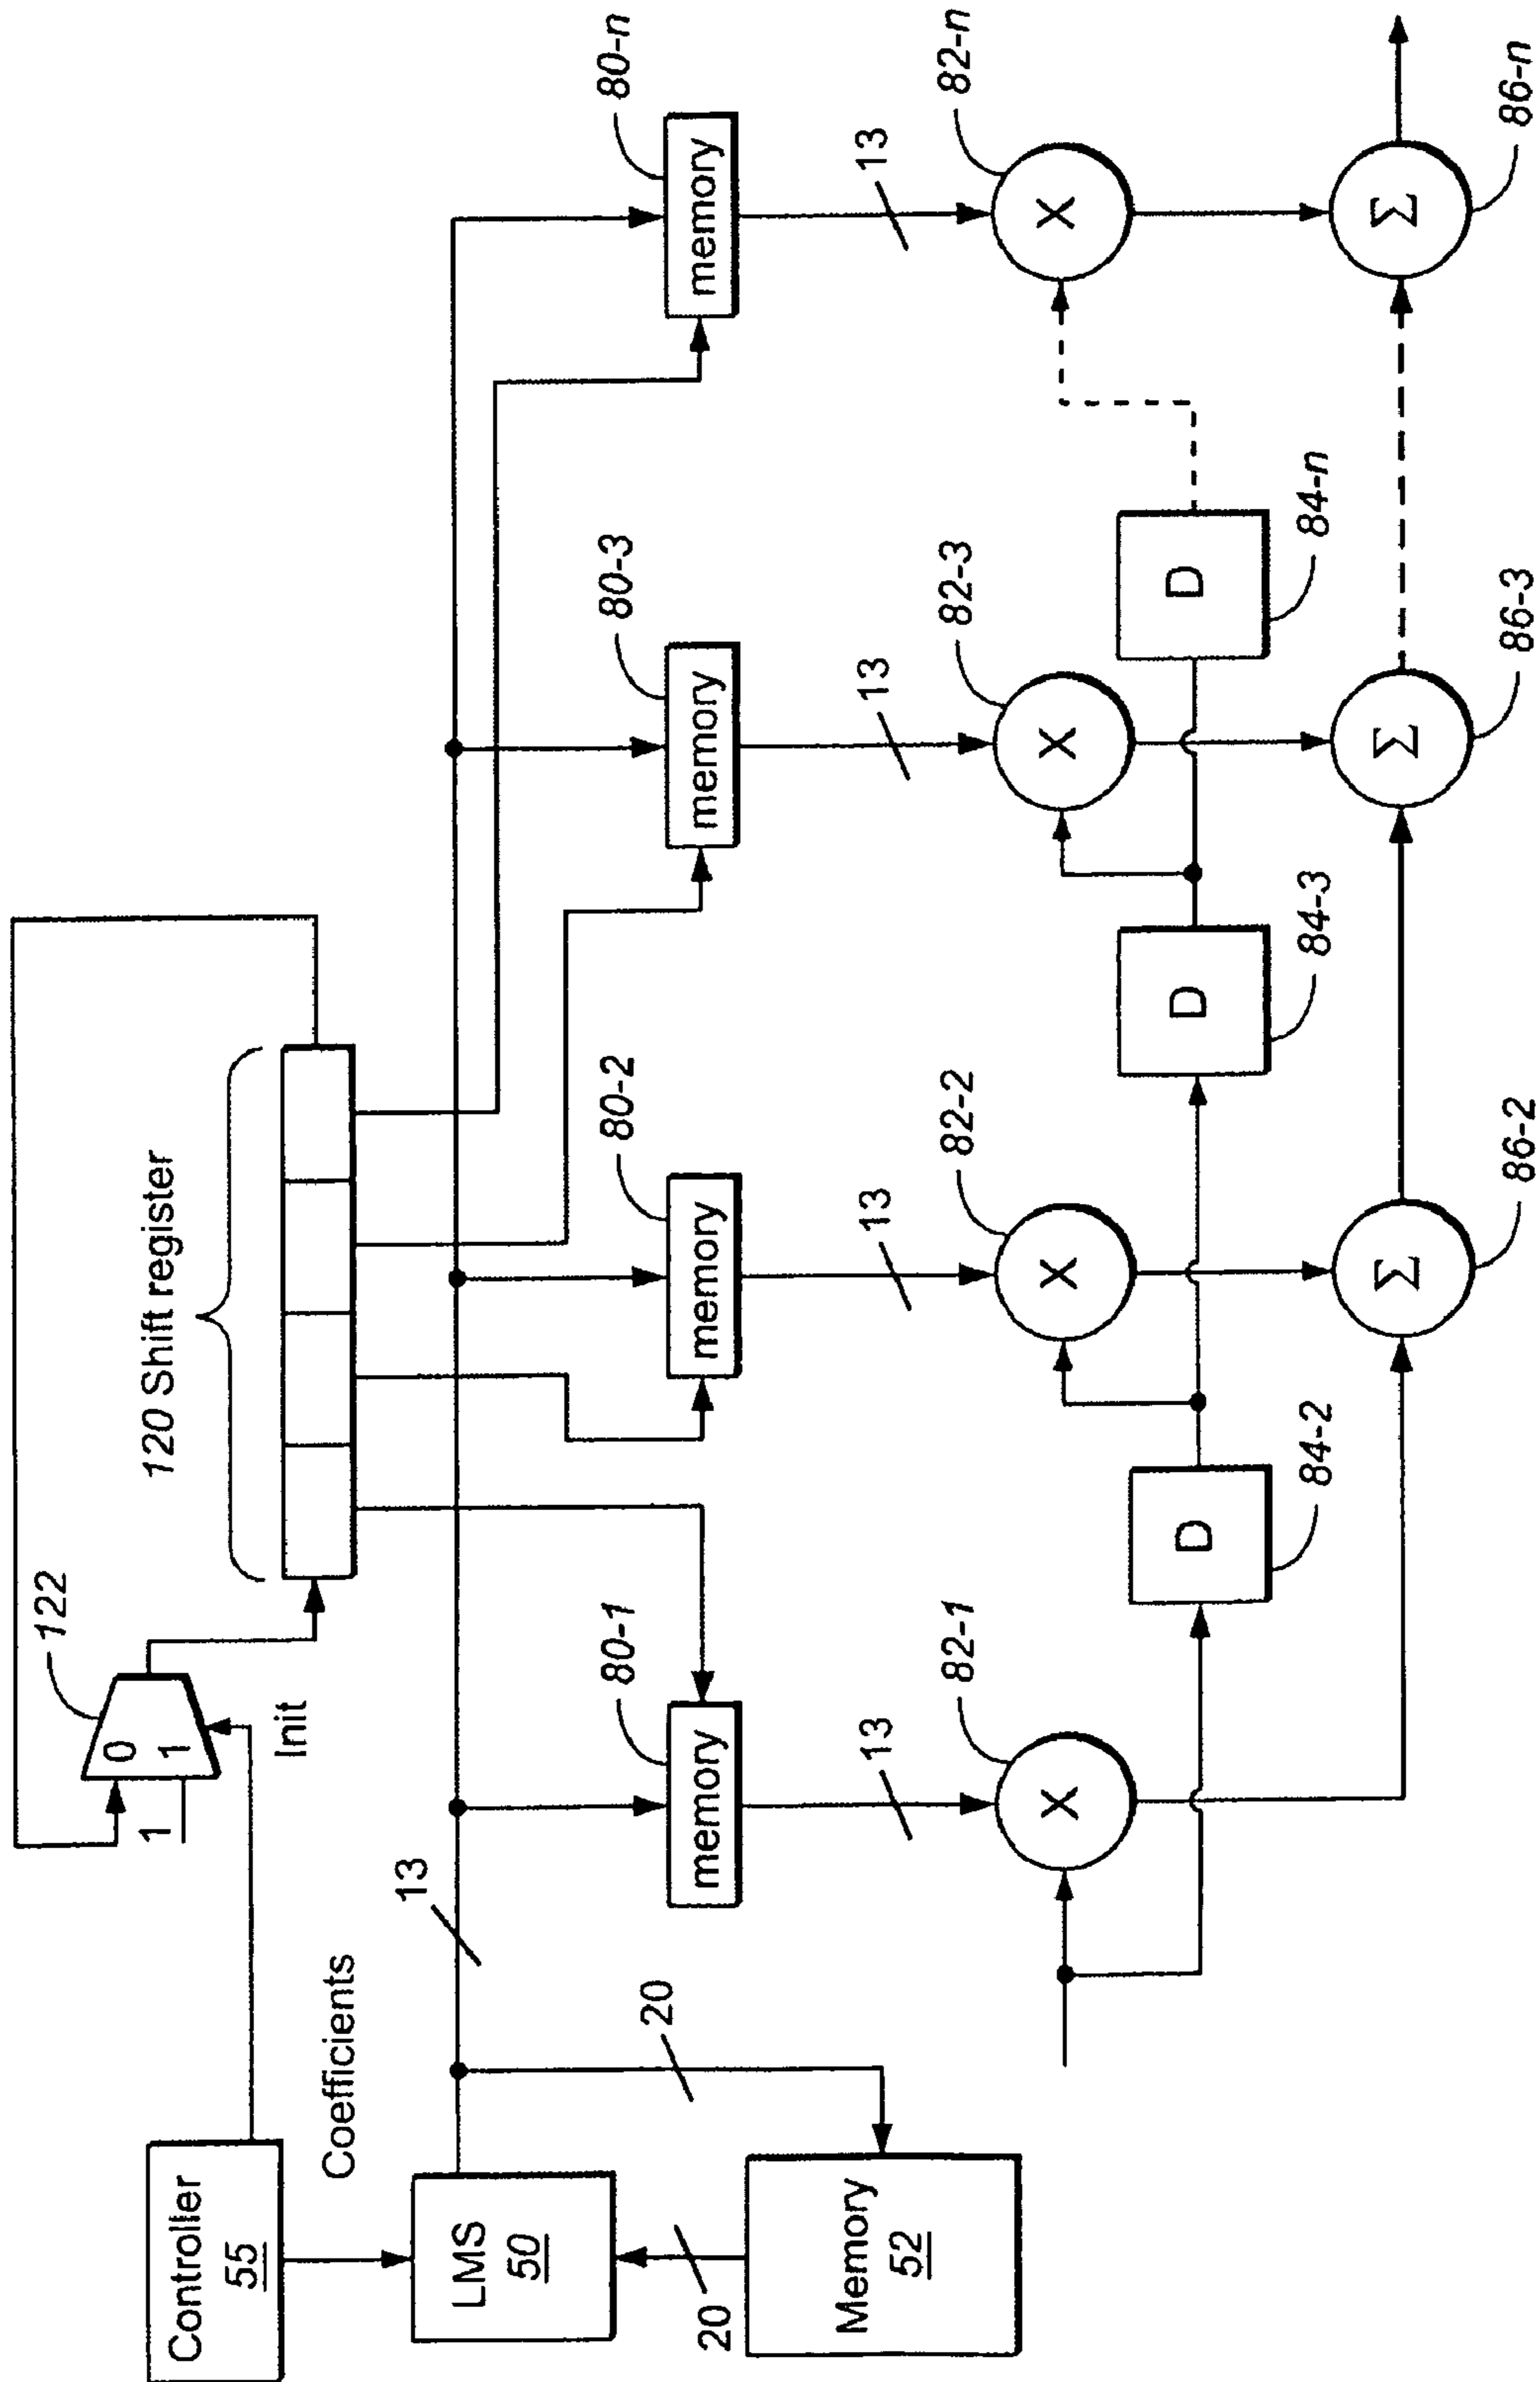 120 Shift register
122
0
1
1
Init
Controller
55
Coefficients
LMS
50
Memory
52
20
20
13
80-1
80-2
80-3
80-n
memory
memory
memory
memory
13
13
13
13
82-1
82-2
82-3
82-n
X
X
X
X
D
D
D
84-2
84-3
84-n
Σ
Σ
Σ
86-2
86-3
86-n